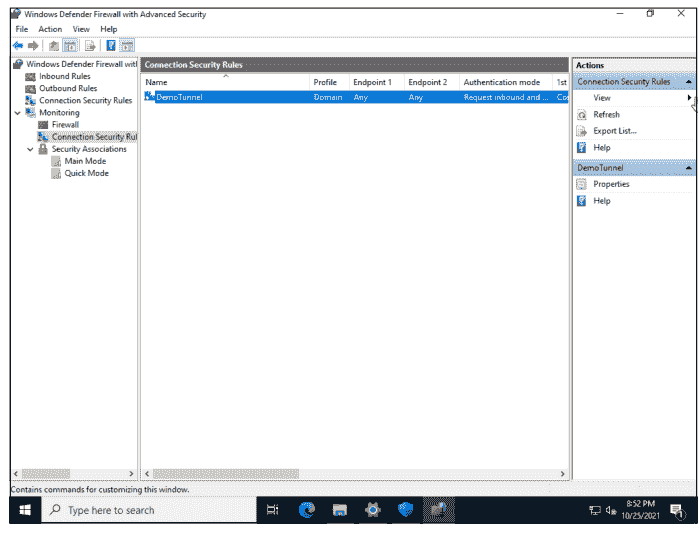 Windows Defender Firewall with Advanced Security
File Action View Help
Windows Defender Firewall witl
Inbound Rules
Outbound Rules
Connection Security Rules
Monitoring
Firewall
Connection Security Rul
Security Associations
Main Mode
Quick Mode
Connection Security Rules
Name Profile Endpoint 1 Endpoint 2 Authentication mode 1st
DemoTunnel Domain Any Any Request inbound and ... Co
Actions
Connection Security Rules
View
Refresh
Export List...
Help
DemoTunnel
Properties
Help
Contains commands for customizing this window.
Type here to search
8:52 PM
10/25/2021